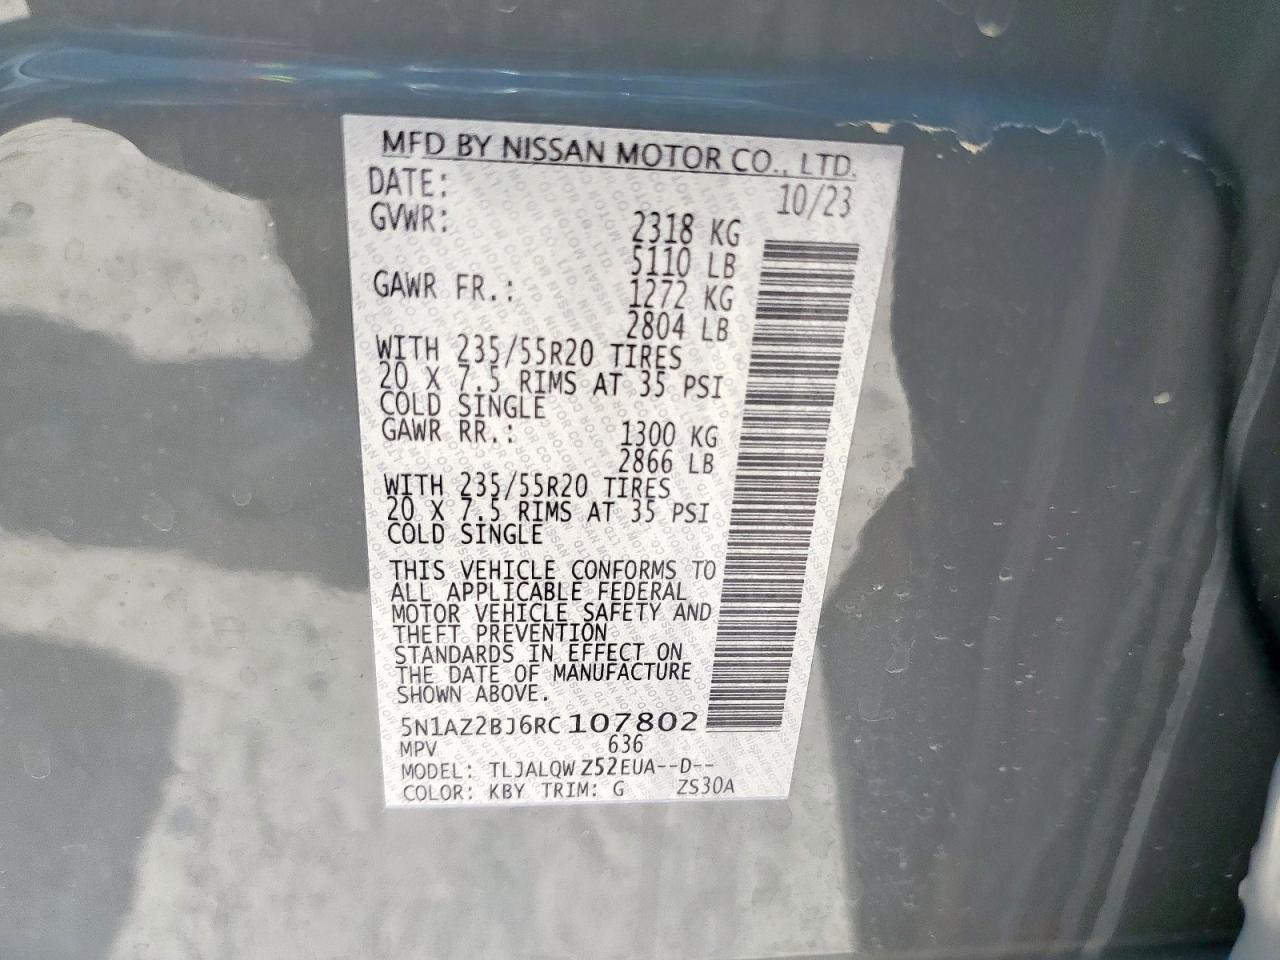 MFD BY NISSAN MOTOR CO., LTD.
DATE: 10/23
GVWR: 2318 KG
5110 LB
GAWR FR.: 1272 KG
2804 LB
WITH 235/55R20 TIRES
20 X 7.5 RIMS AT 35 PSI
COLD SINGLE
GAWR RR.: 1300 KG
2866 LB
WITH 235/55R20 TIRES
20 X 7.5 RIMS AT 35 PSI
COLD SINGLE
THIS VEHICLE CONFORMS TO
ALL APPLICABLE FEDERAL
MOTOR VEHICLE SAFETY AND
THEFT PREVENTION
STANDARDS IN EFFECT ON
THE DATE OF MANUFACTURE
SHOWN ABOVE.
5N1AZ2BJ6RC107802
MPV 636
MODEL: TLJALQW Z52EUA--D--
COLOR: KBY TRIM: G ZS30A